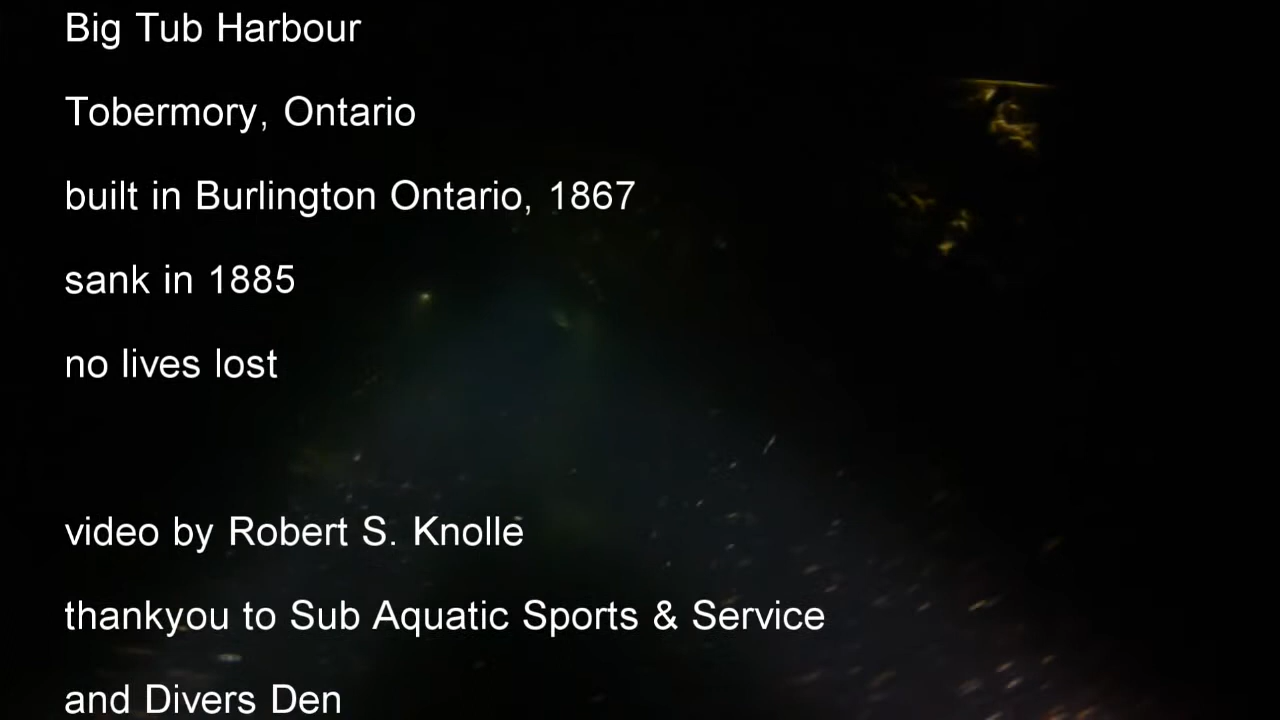 Big Tub Harbour
Tobermory, Ontario
built in Burlington Ontario, 1867
sank in 1885
no lives lost
video by Robert S. Knolle
thankyou to Sub Aquatic Sports & Service
and Divers Den